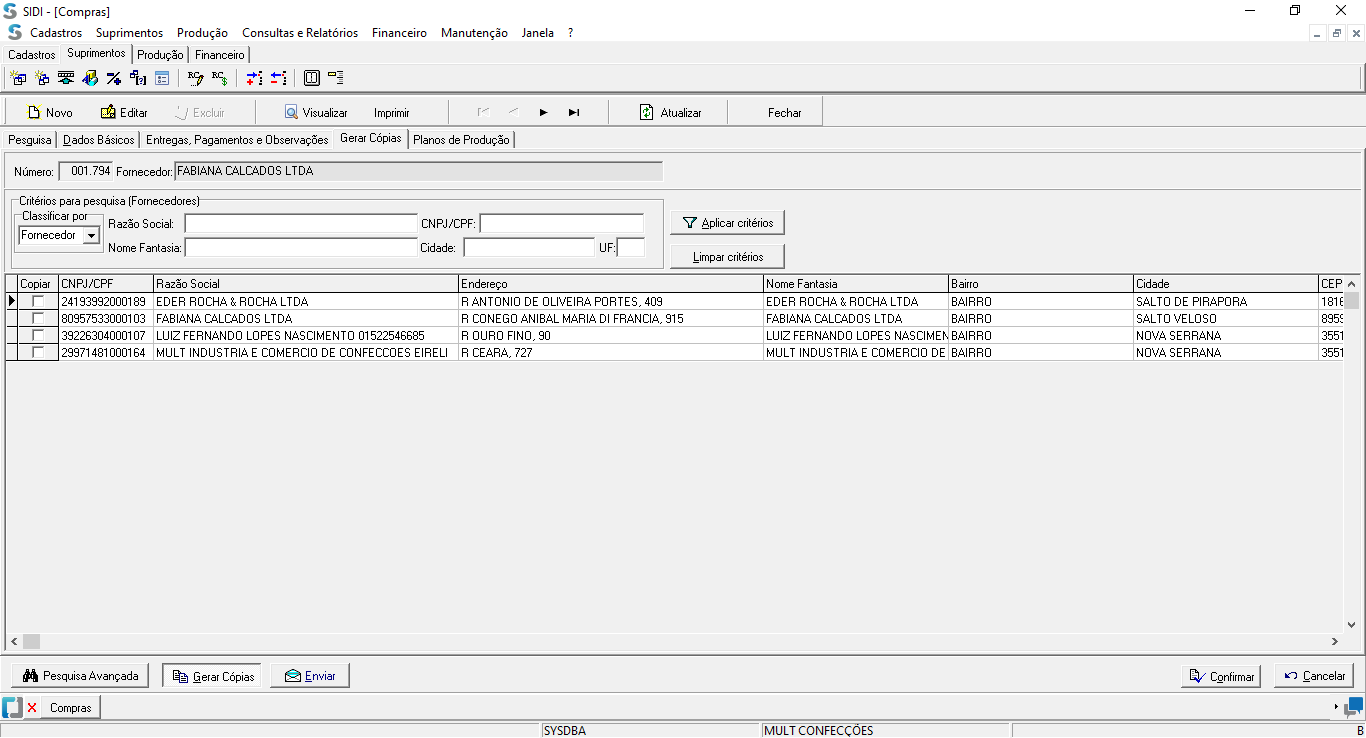 SIDI - [Compras]
Cadastros Suprimentos Produção Consultas e Relatórios Financeiro Manutenção Janela ?
Cadastros Suprimentos Produção Financeiro
Novo Editar Excluir Visualizar Imprimir Atualizar Fechar
Pesquisa Dados Básicos Entregas, Pagamentos e Observações Gerar Cópias Planos de Produção
Número: 001.794 Fornecedor: FABIANA CALCADOS LTDA
Critérios para pesquisa (Fornecedores)
Classificar por
Fornecedor
Razão Social: CNPJ/CPF:
Nome Fantasia: Cidade: UF:
Aplicar critérios
Limpar critérios
Copiar CNPJ/CPF Razão Social Endereço Nome Fantasia Bairro Cidade CEP
24193992000189 EDER ROCHA & ROCHA LTDA R ANTONIO DE OLIVEIRA PORTES, 409 EDER ROCHA & ROCHA LTDA BAIRRO SALTO DE PIRAPORA 1816
80957533000103 FABIANA CALCADOS LTDA R CONEGO ANIBAL MARIA DI FRANCIA, 915 FABIANA CALCADOS LTDA BAIRRO SALTO VELOSO 8959
39226304000107 LUIZ FERNANDO LOPES NASCIMENTO 01522546685 R OURO FINO, 90 LUIZ FERNANDO LOPES NASCIMEN BAIRRO NOVA SERRANA 3551
29971481000164 MULT INDUSTRIA E COMERCIO DE CONFECCOES EIRELI R CEARA, 727 MULT INDUSTRIA E COMERCIO DE BAIRRO NOVA SERRANA 3551
Pesquisa Avançada Gerar Cópias Enviar Confirmar Cancelar
Compras
SYSDBA MULT CONFECÇÕES B